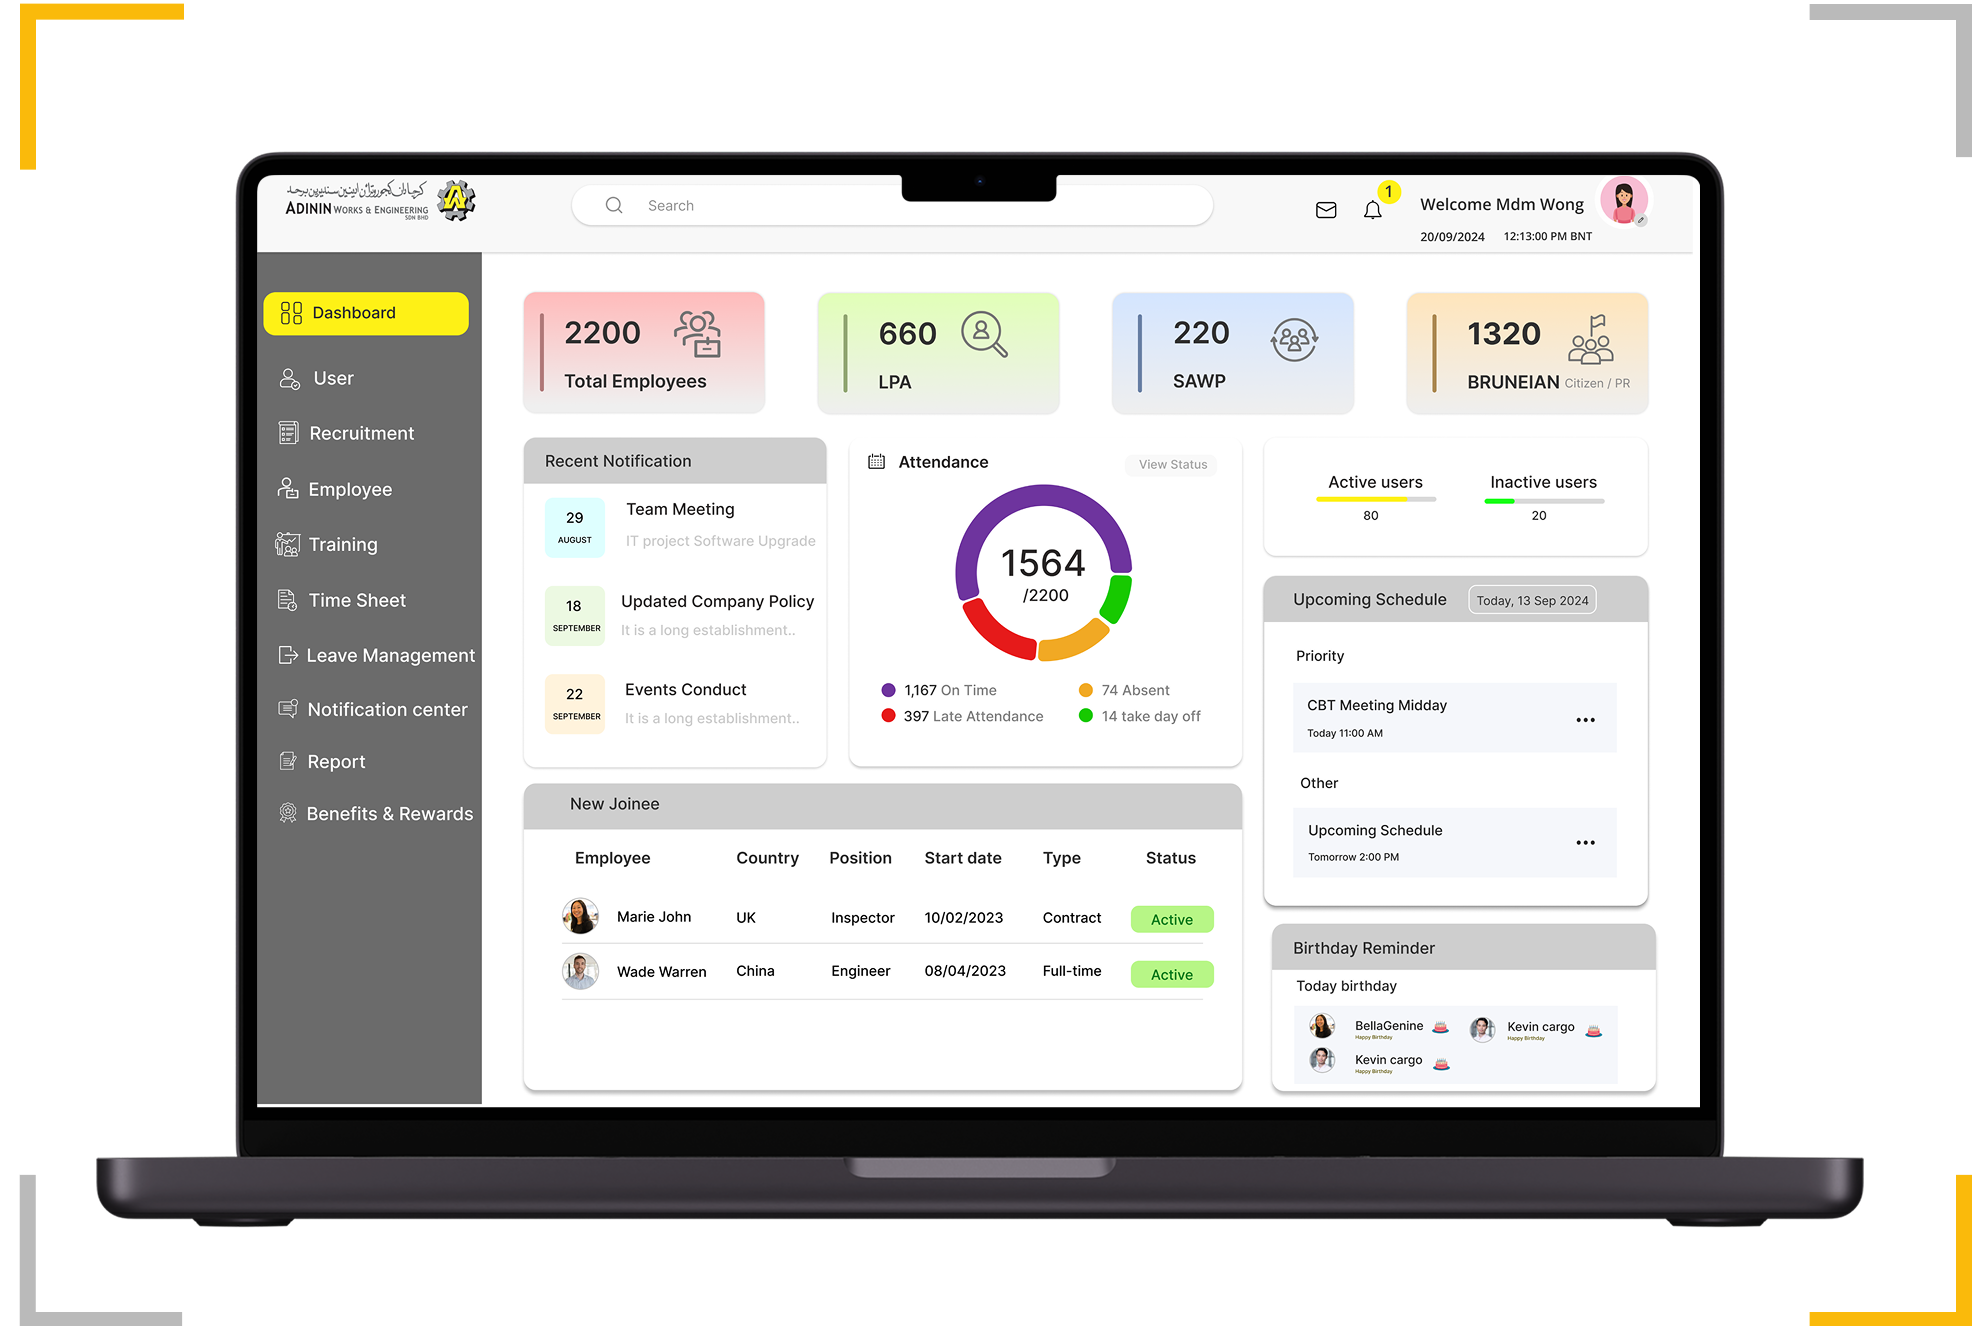 ADININ WORKS & ENGINEERING
SDN BHD
Search
1
Welcome Mdm Wong
20/09/2024 12:13:00 PM BNT
Dashboard
User
Recruitment
Employee
Training
Time Sheet
Leave Management
Notification center
Report
Benefits & Rewards
2200
Total Employees
660
LPA
220
SAWP
1320
BRUNEIAN Citizen / PR
Recent Notification
29
AUGUST
Team Meeting
IT project Software Upgrade
18
SEPTEMBER
Updated Company Policy
It is a long establishment..
22
SEPTEMBER
Events Conduct
It is a long establishment..
Attendance
View Status
1564
/2200
1,167 On Time
74 Absent
397 Late Attendance
14 take day off
Active users
80
Inactive users
20
Upcoming Schedule
Today, 13 Sep 2024
Priority
CBT Meeting Midday
Today 11:00 AM
Other
Upcoming Schedule
Tomorrow 2:00 PM
New Joinee
Employee Country Position Start date Type Status
Marie John UK Inspector 10/02/2023 Contract Active
Wade Warren China Engineer 08/04/2023 Full-time Active
Birthday Reminder
Today birthday
BellaGenine
Happy Birthday
Kevin cargo
Happy Birthday
Kevin cargo
Happy Birthday